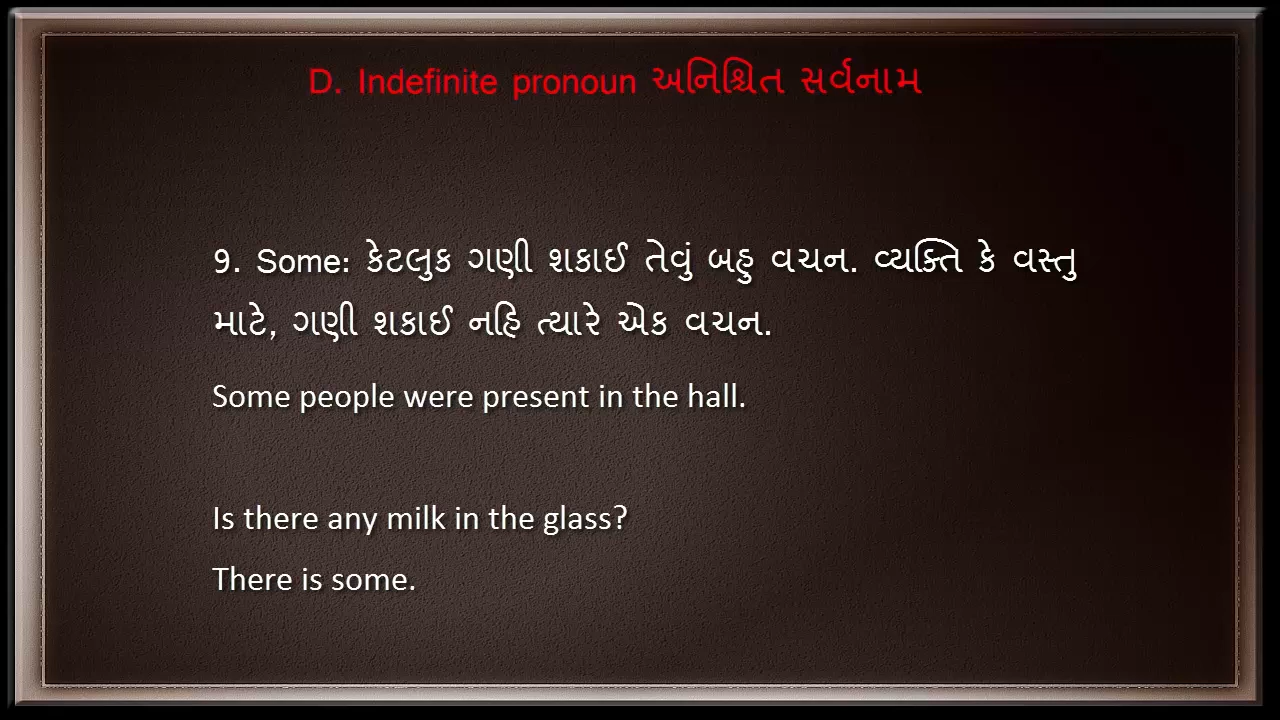 D. Indefinite pronoun અનિશ્ચિત સર્વનામ
9. Some: કેટલુક ગણી શકાઈ તેવું બહુ વચન. વ્યક્તિ કે વસ્તુ
માટે, ગણી શકાઈ નહિ ત્યારે એક વચન.
Some people were present in the hall.
Is there any milk in the glass?
There is some.